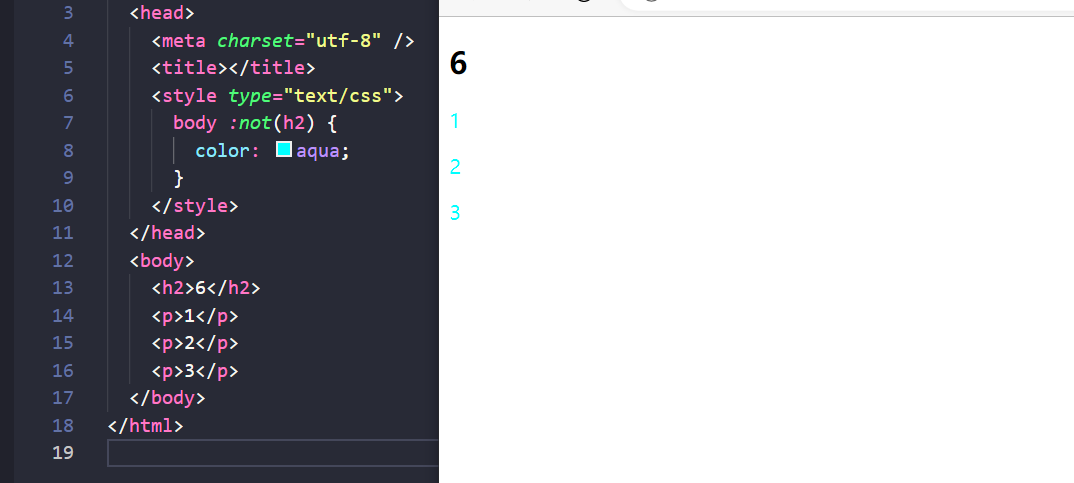 3 <head>
4 <meta charset="utf-8" />
5 <title></title>
6 <style type="text/css">
7 body :not(h2) {
8 color: aqua;
9 }
10 </style>
11 </head>
12 <body>
13 <h2>6</h2>
14 <p>1</p>
15 <p>2</p>
16 <p>3</p>
17 </body>
18 </html>
19
6
1
2
3